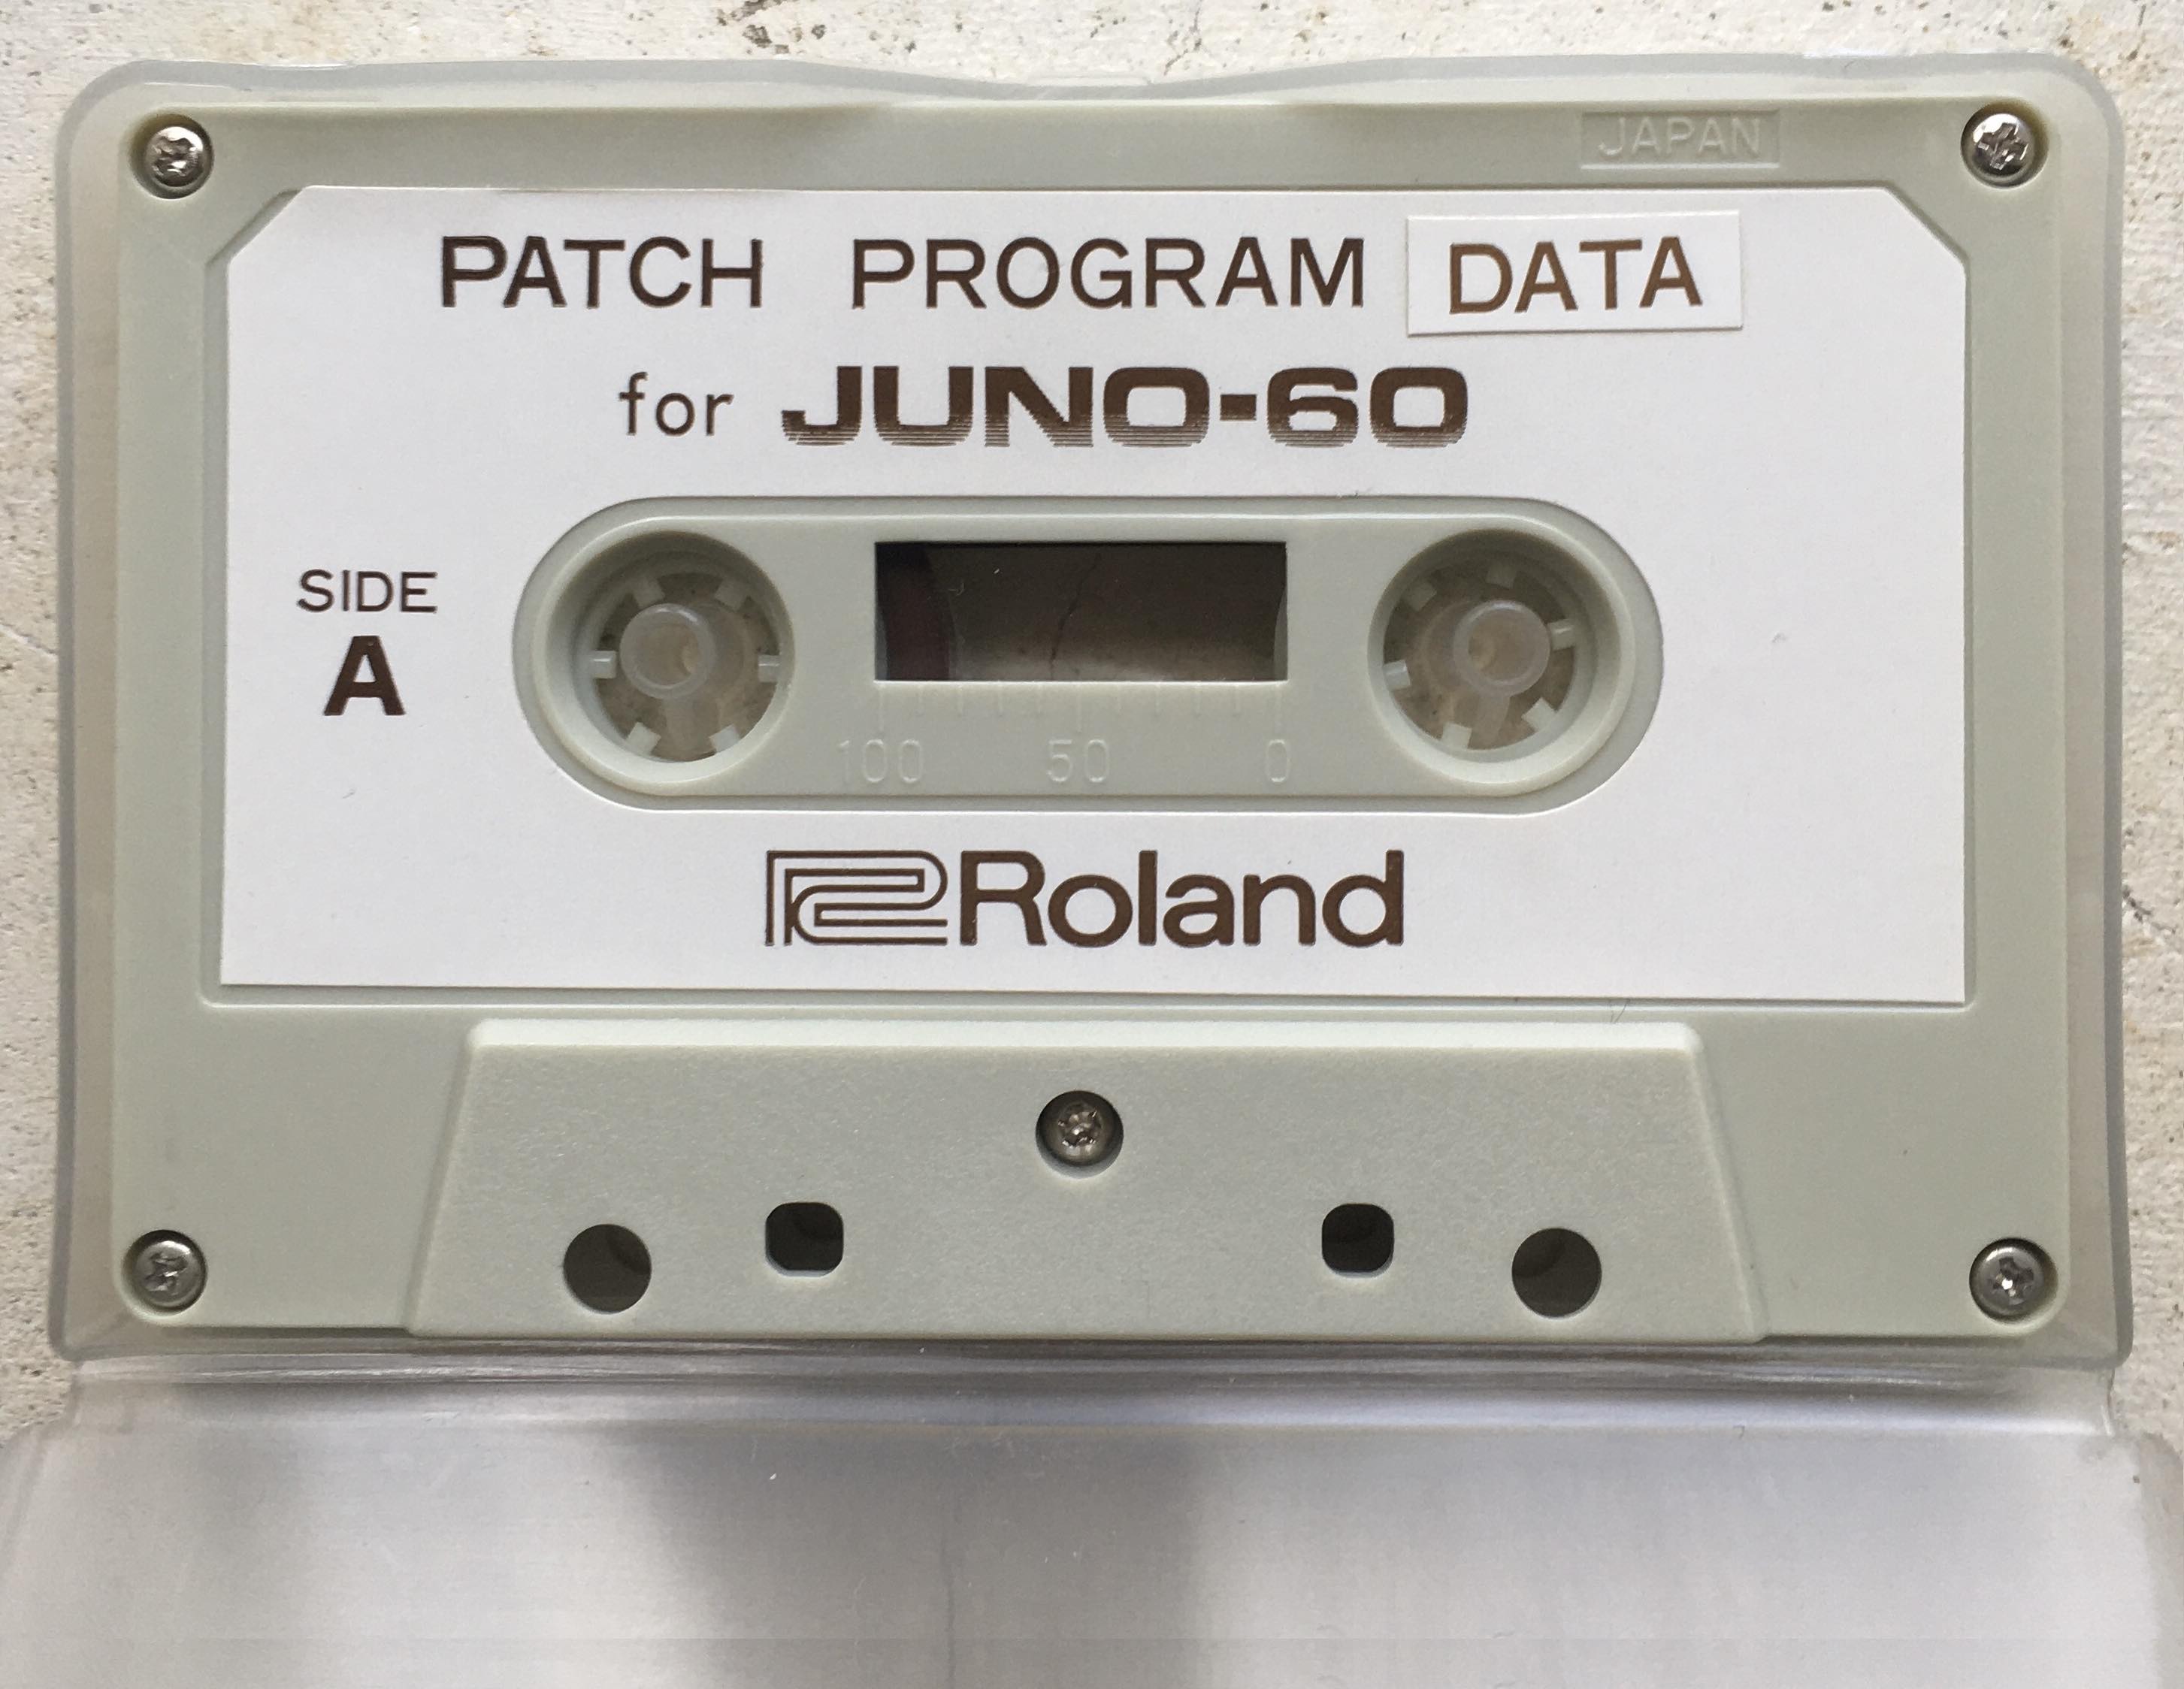 JAPAN
PATCH PROGRAM DATA
for JUNO-60
SIDE
A
100 50 0
Roland